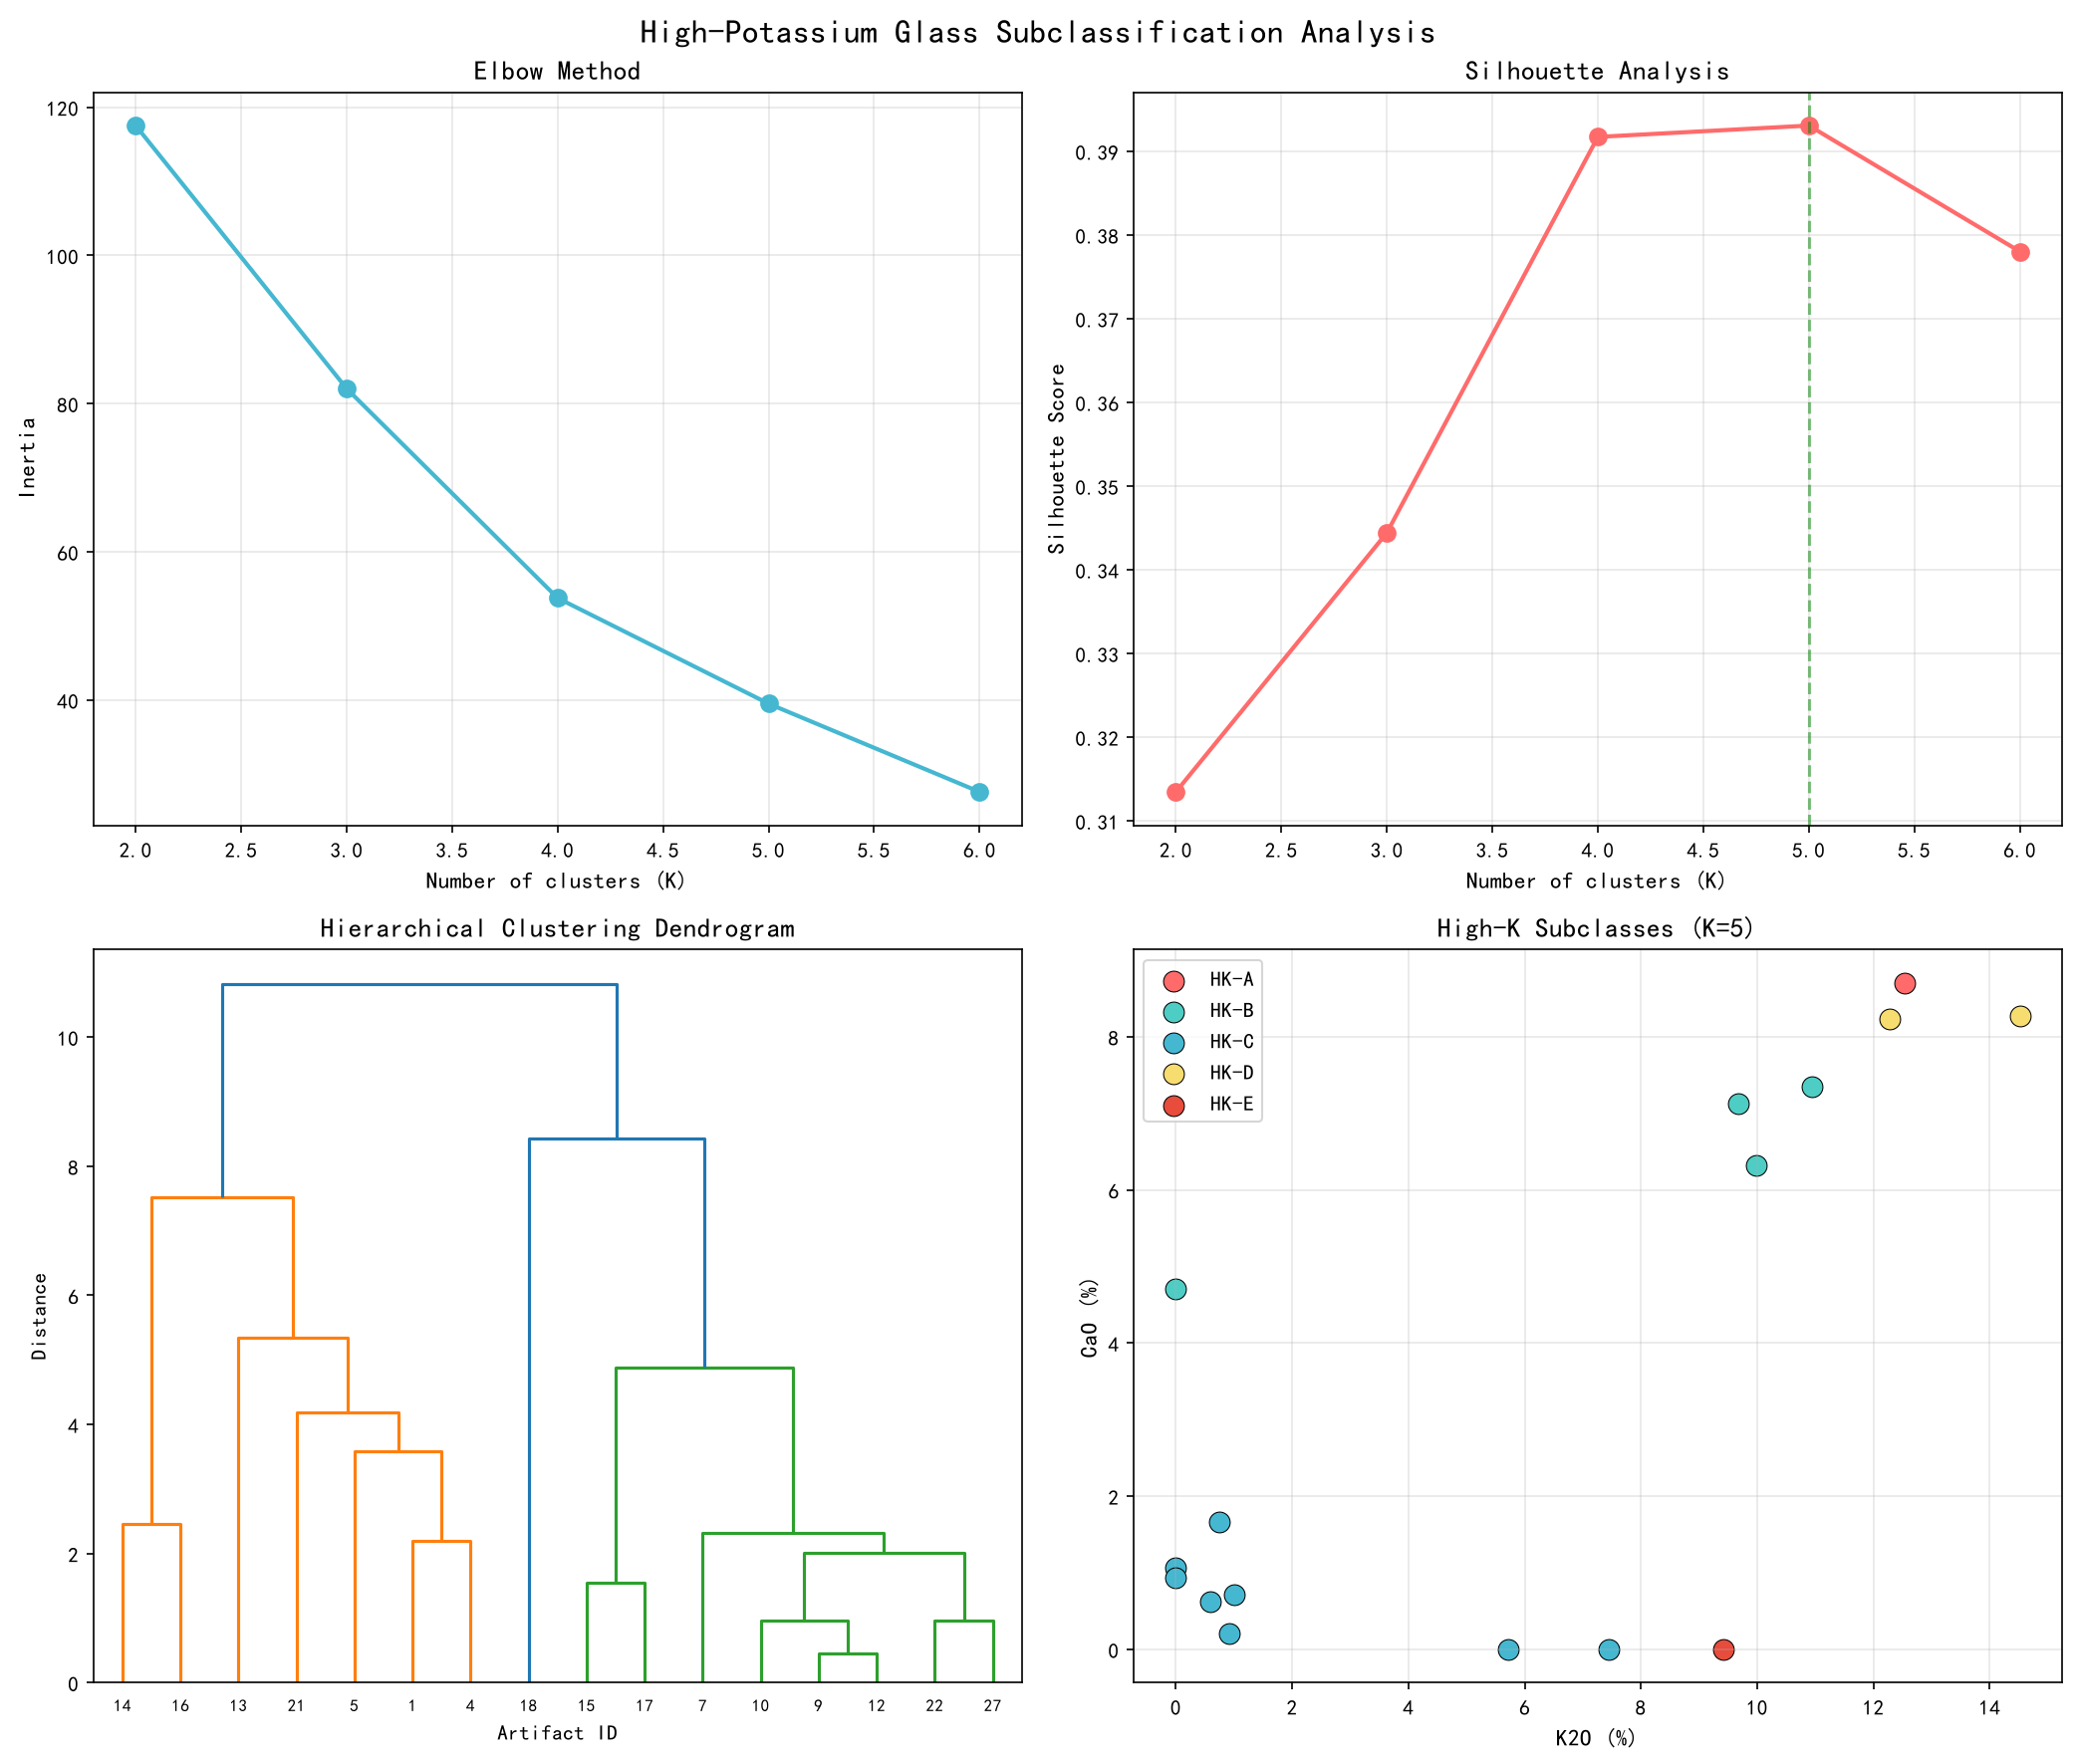 High-Potassium Glass Subclassification Analysis
Elbow Method
120
100
80
60
40
Inertia
2.0 2.5 3.0 3.5 4.0 4.5 5.0 5.5 6.0
Number of clusters (K)
Silhouette Analysis
0.39
0.38
0.37
0.36
0.35
0.34
0.33
0.32
0.31
Silhouette Score
2.0 2.5 3.0 3.5 4.0 4.5 5.0 5.5 6.0
Number of clusters (K)
Hierarchical Clustering Dendrogram
10
8
6
4
2
0
Distance
14 16 13 21 5 1 4 18 15 17 7 10 9 12 22 27
Artifact ID
High-K Subclasses (K=5)
HK-A
HK-B
HK-C
HK-D
HK-E
8
6
4
2
0
CaO (%)
0 2 4 6 8 10 12 14
K2O (%)